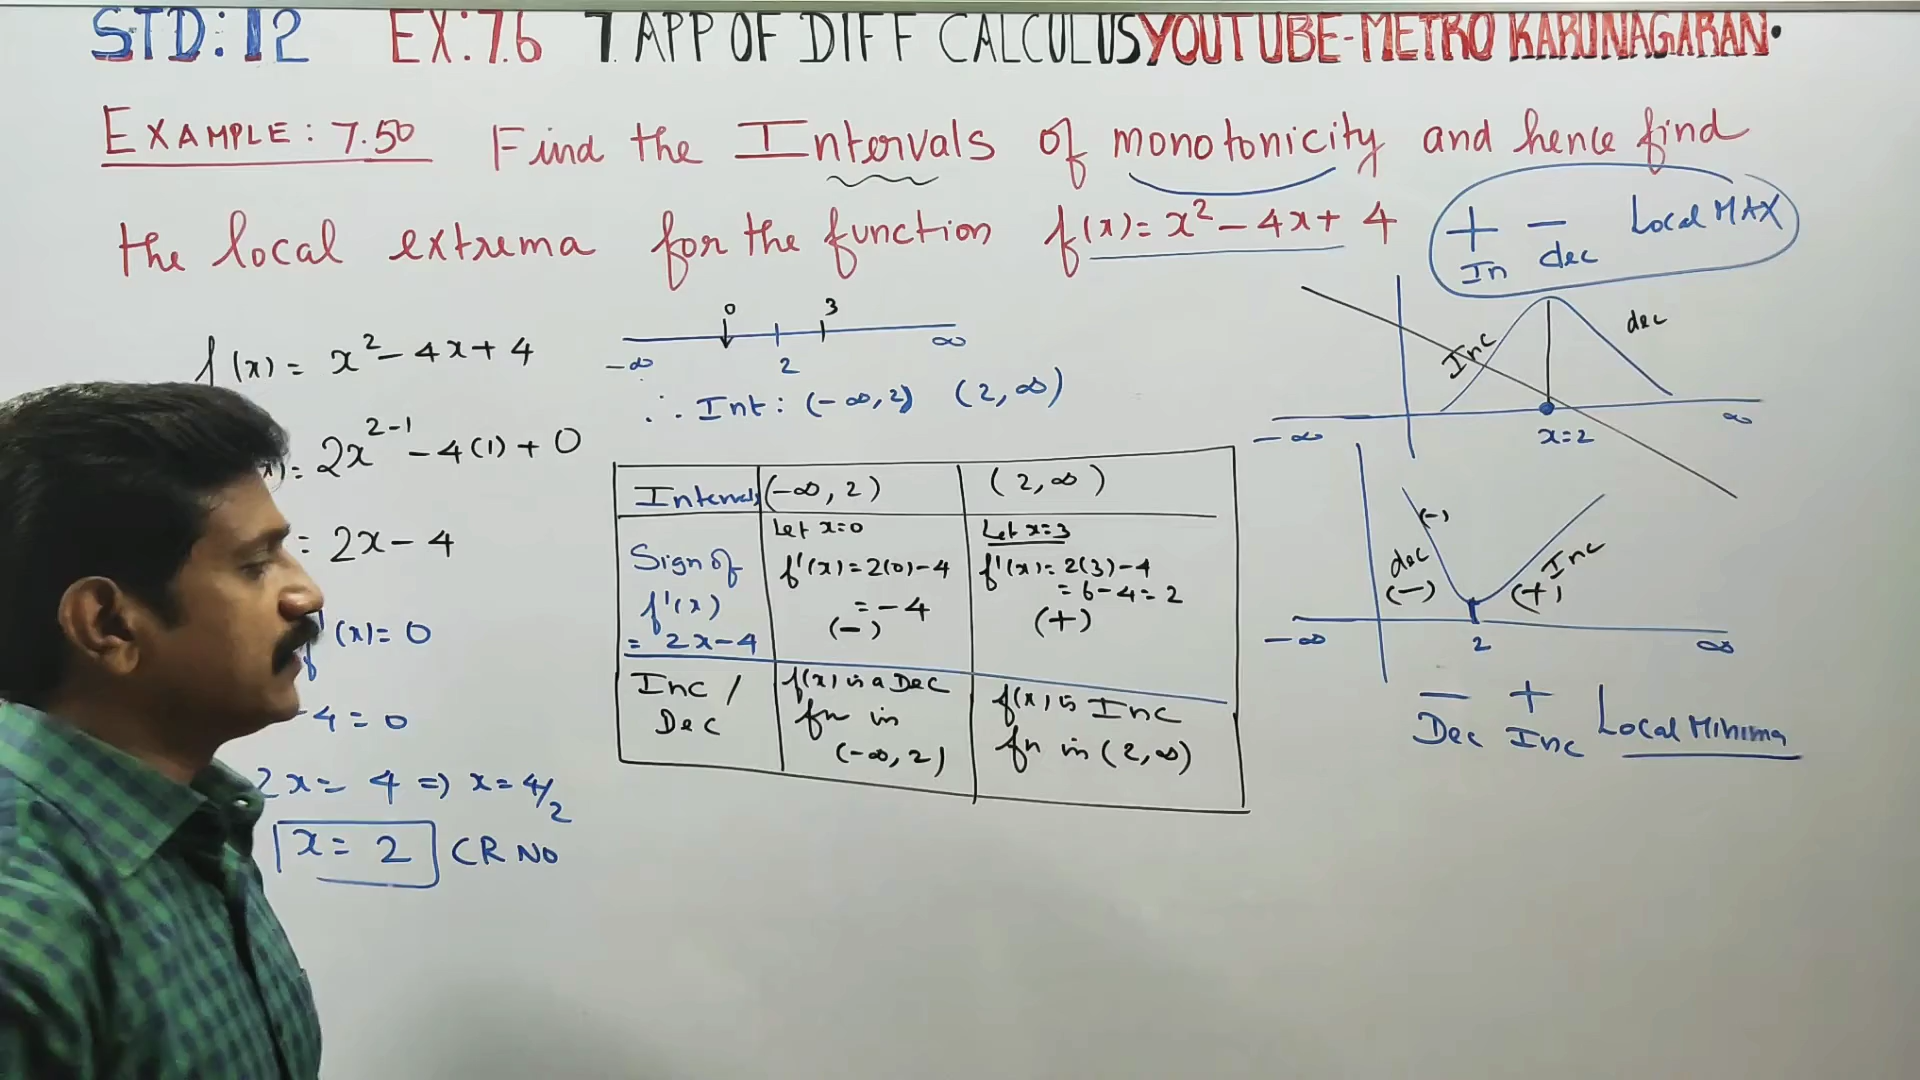 STD: 12 EX: 7.6 7 APP OF DIFF CALCULUS YOUTUBE-METRO KARUNAGARAN.
EXAMPLE: 7.50 Find the Intervals of monotonicity and hence find
the local extrema for the function f(x) = x² - 4x + 4
+ - Local MAX
In dec
f(x) = x² - 4x + 4
x) = 2x²⁻¹ - 4(1) + 0
= 2x - 4
f'(x) = 0
- 4 = 0
2x = 4 ⇒ x = 4/2
x = 2 CR NO
0 3
-∞ 2 ∞
∴ Int: (-∞, 2) (2, ∞)
Intervals (-∞, 2) (2, ∞)
Sign of f'(x) = 2x - 4
Let x=0
f'(x) = 2(0) - 4
= -4
(-)
Let x=3
f'(x) = 2(3) - 4
= 6 - 4 = 2
(+)
Inc / Dec
f(x) is a Dec
fn in
(-∞, 2)
f(x) is Inc
fn in (2, ∞)
Inc dec
-∞ x=2 ∞
(-)
dec (-)
(+) Inc
-∞ 2 ∞
- +
Dec Inc Local Minima